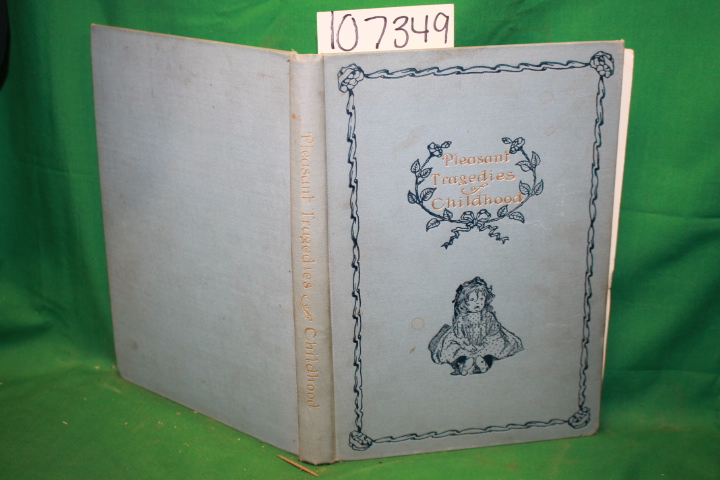 107349
Pleasant
Tragedies
of
Childhood
Pleasant Tragedies of Childhood